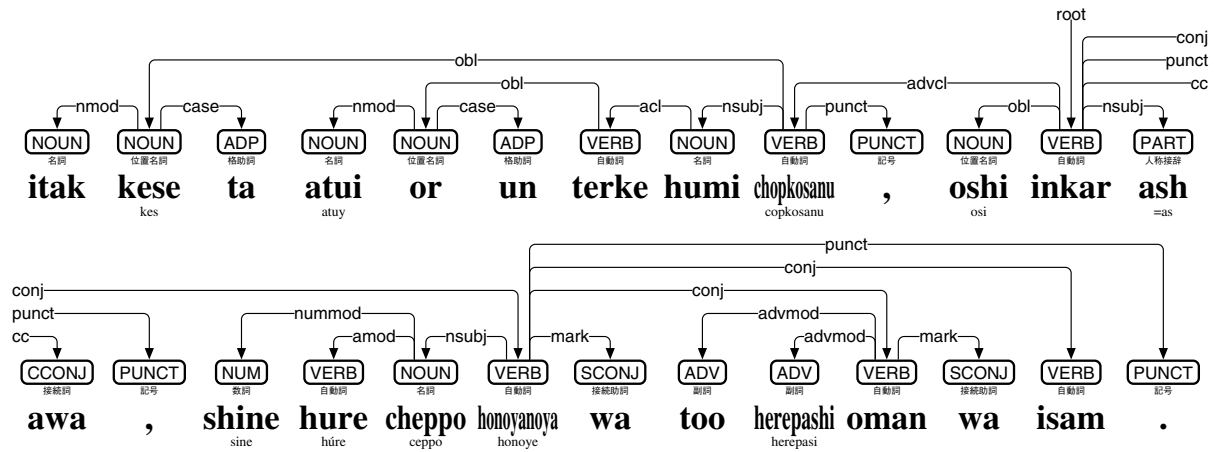 root
conj
punct
cc
obl
obl
advcl
nmod case nmod case acl nsubj punct obl nsubj
NOUN NOUN ADP NOUN NOUN ADP VERB NOUN VERB PUNCT NOUN VERB PART
名詞 位置名詞 格助詞 名詞 位置名詞 格助詞 自動詞 名詞 自動詞 記号 位置名詞 自動詞 人称接辞
itak kese ta atui or un terke humi chopkosanu , oshi inkar ash
kes atuy copkosanu osi =as
punct
conj
conj conj
punct nummod advmod
cc amod nsubj mark advmod mark
CCONJ PUNCT NUM VERB NOUN VERB SCONJ ADV ADV VERB SCONJ VERB PUNCT
接続詞 記号 数詞 自動詞 名詞 自動詞 接続助詞 副詞 副詞 自動詞 接続助詞 自動詞 記号
awa , shine hure cheppo honoyanoya wa too herepashi oman wa isam .
sine húre ceppo honoye herepasi